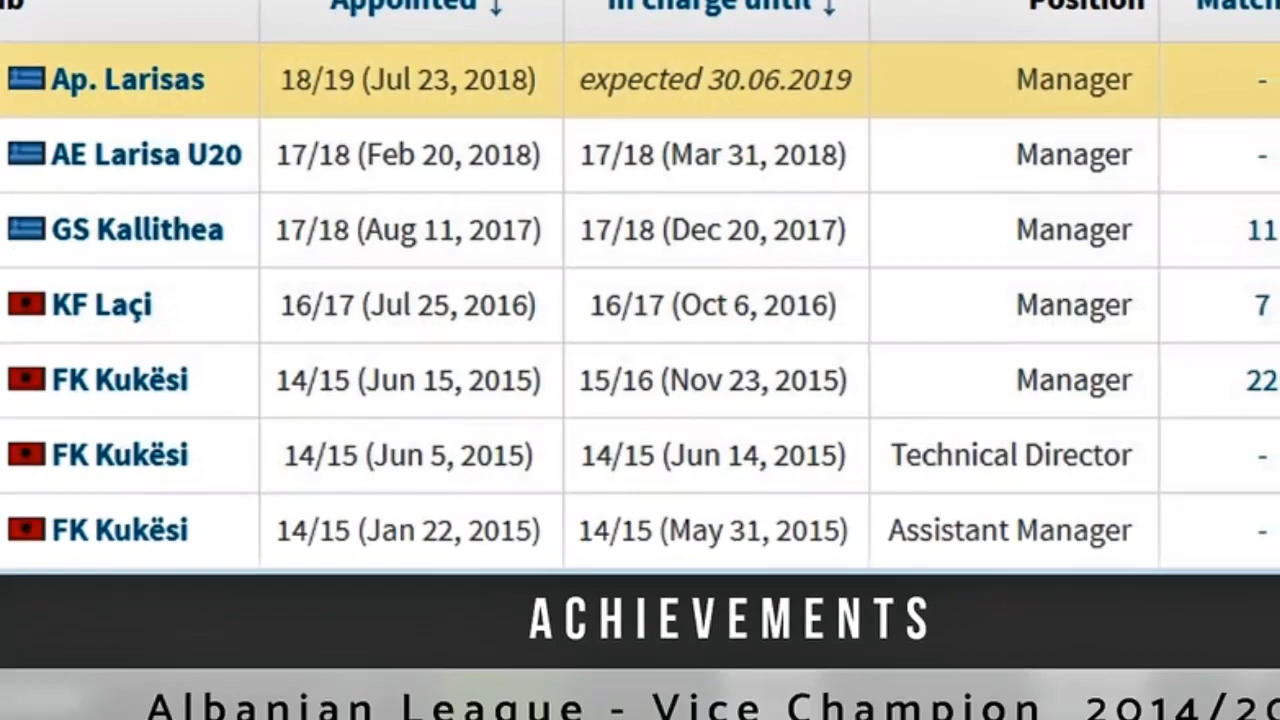 Appointed ↓ In charge until ↓ Position
Ap. Larisas 18/19 (Jul 23, 2018) expected 30.06.2019 Manager -
AE Larisa U20 17/18 (Feb 20, 2018) 17/18 (Mar 31, 2018) Manager -
GS Kallithea 17/18 (Aug 11, 2017) 17/18 (Dec 20, 2017) Manager 11
KF Laçi 16/17 (Jul 25, 2016) 16/17 (Oct 6, 2016) Manager 7
FK Kukësi 14/15 (Jun 15, 2015) 15/16 (Nov 23, 2015) Manager 22
FK Kukësi 14/15 (Jun 5, 2015) 14/15 (Jun 14, 2015) Technical Director -
FK Kukësi 14/15 (Jan 22, 2015) 14/15 (May 31, 2015) Assistant Manager -
ACHIEVEMENTS
Albanian League - Vice Champion 2014/20